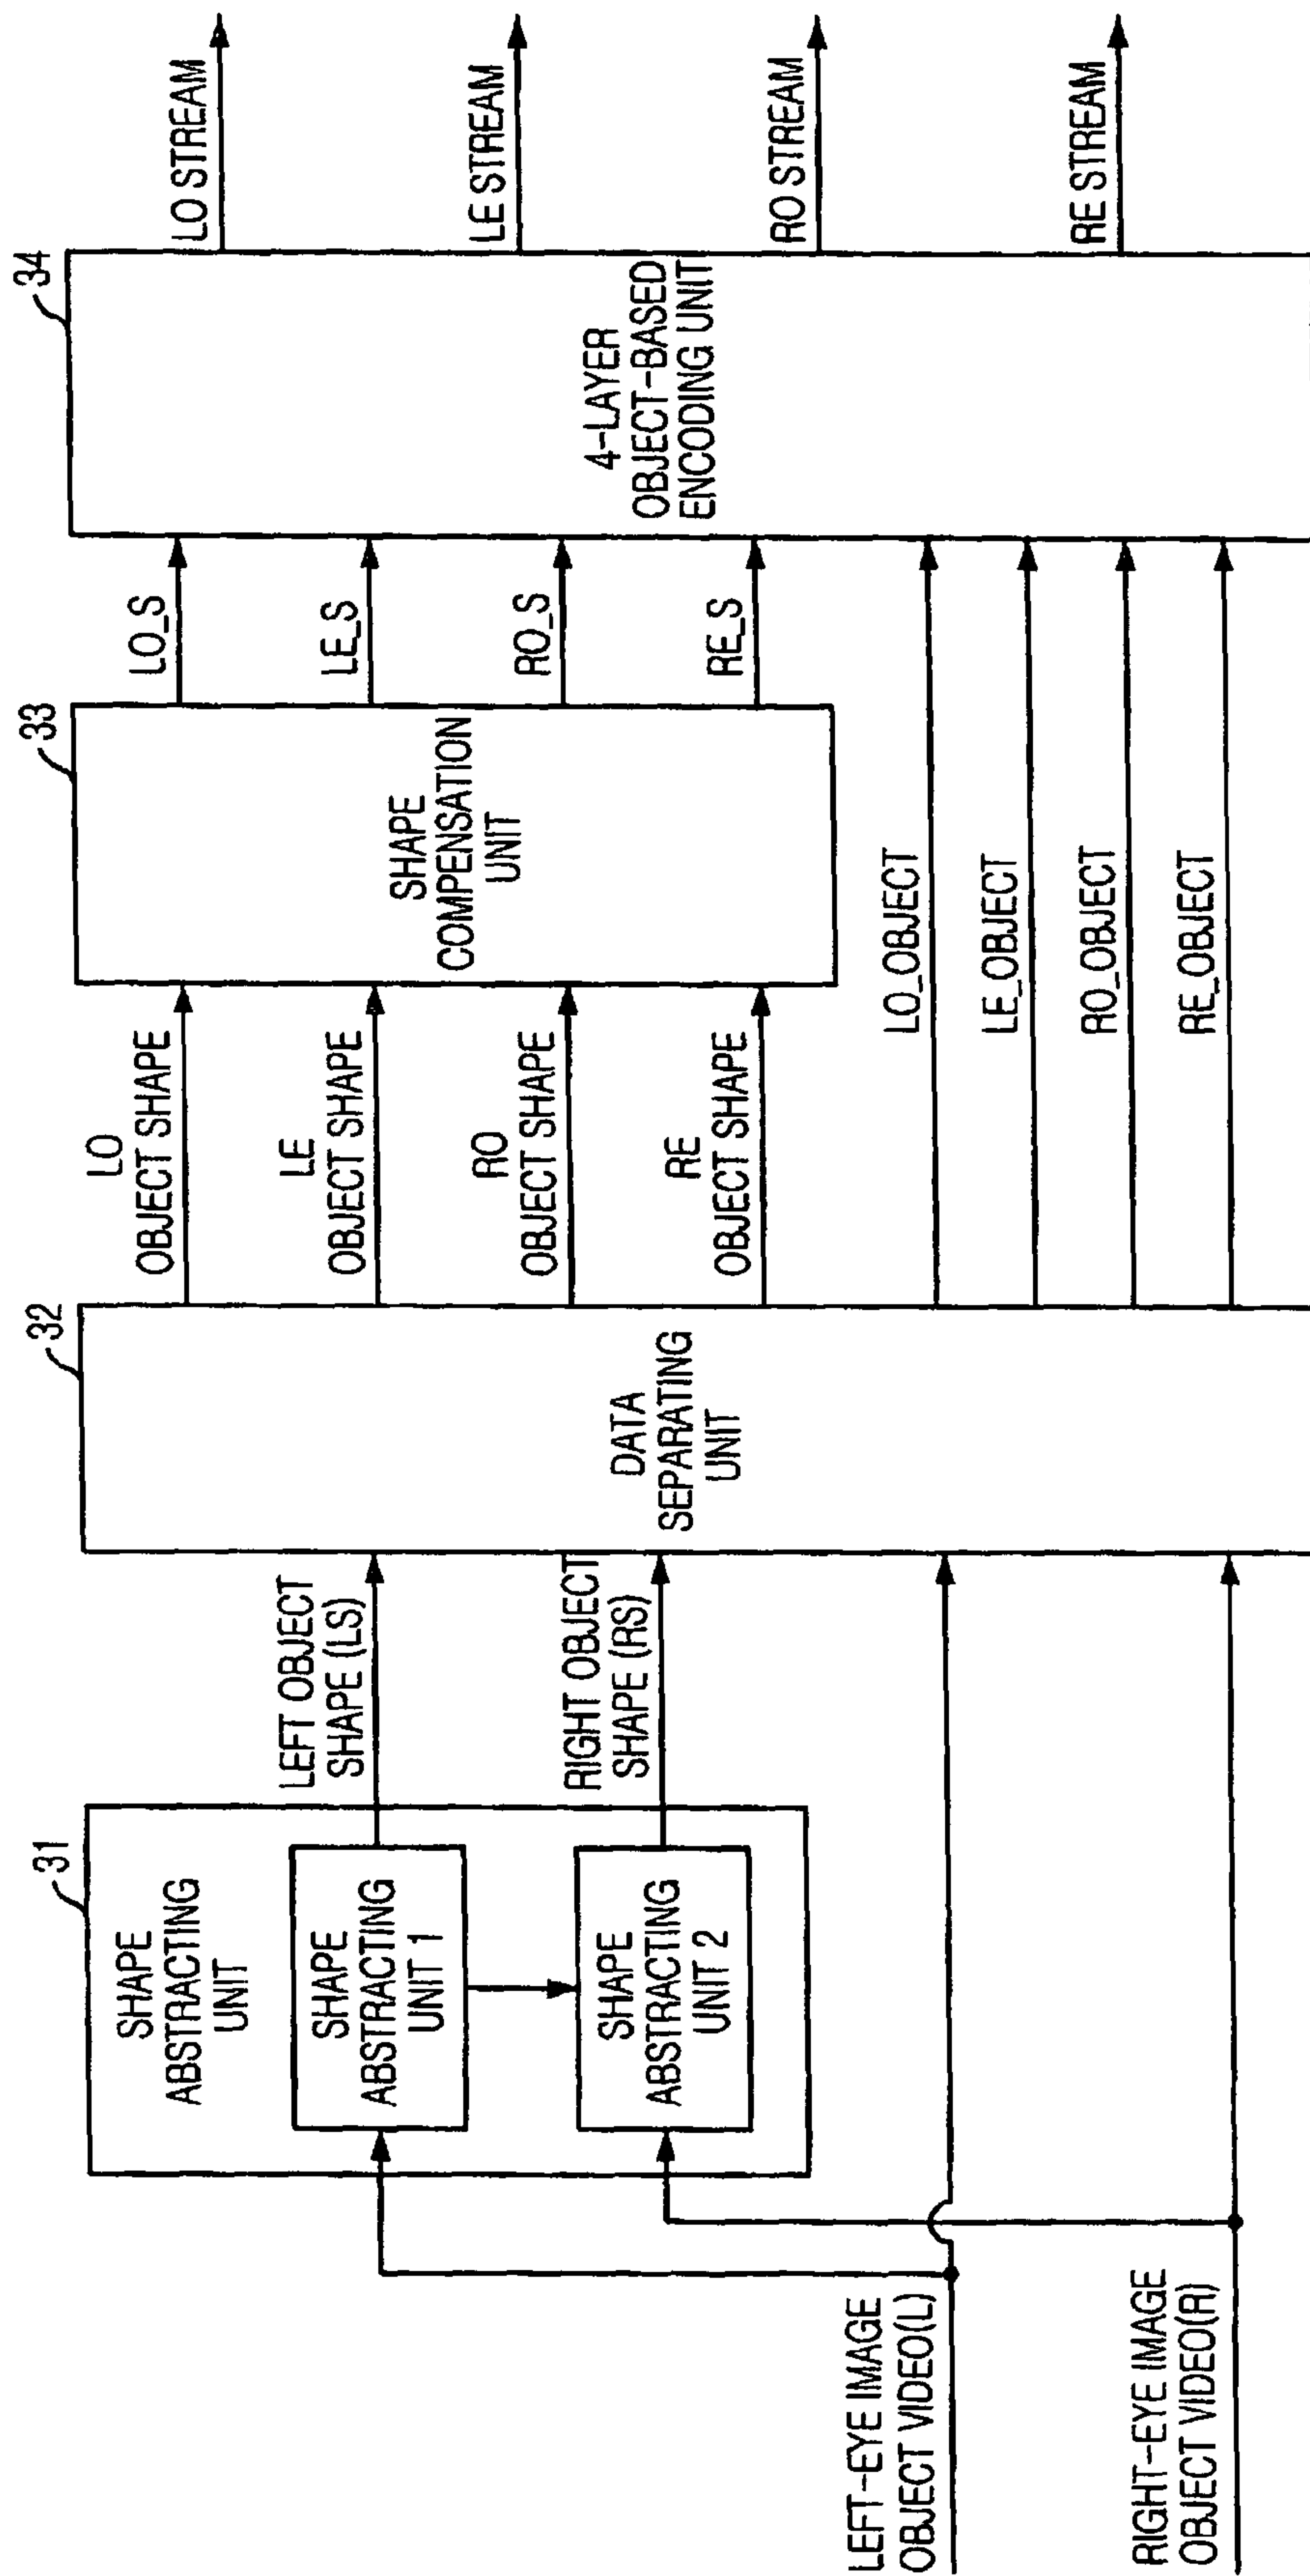 31
SHAPE
ABSTRACTING
UNIT
SHAPE
ABSTRACTING
UNIT 1
SHAPE
ABSTRACTING
UNIT 2
LEFT-EYE IMAGE
OBJECT VIDEO(L)
RIGHT-EYE IMAGE
OBJECT VIDEO(R)
LEFT OBJECT
SHAPE (LS)
RIGHT OBJECT
SHAPE (RS)
32
DATA
SEPARATING
UNIT
LO
OBJECT SHAPE
LE
OBJECT SHAPE
RO
OBJECT SHAPE
RE
OBJECT SHAPE
LO_OBJECT
LE_OBJECT
RO_OBJECT
RE_OBJECT
33
SHAPE
COMPENSATION
UNIT
LO_S
LE_S
RO_S
RE_S
34
4-LAYER
OBJECT-BASED
ENCODING UNIT
LO STREAM
LE STREAM
RO STREAM
RE STREAM